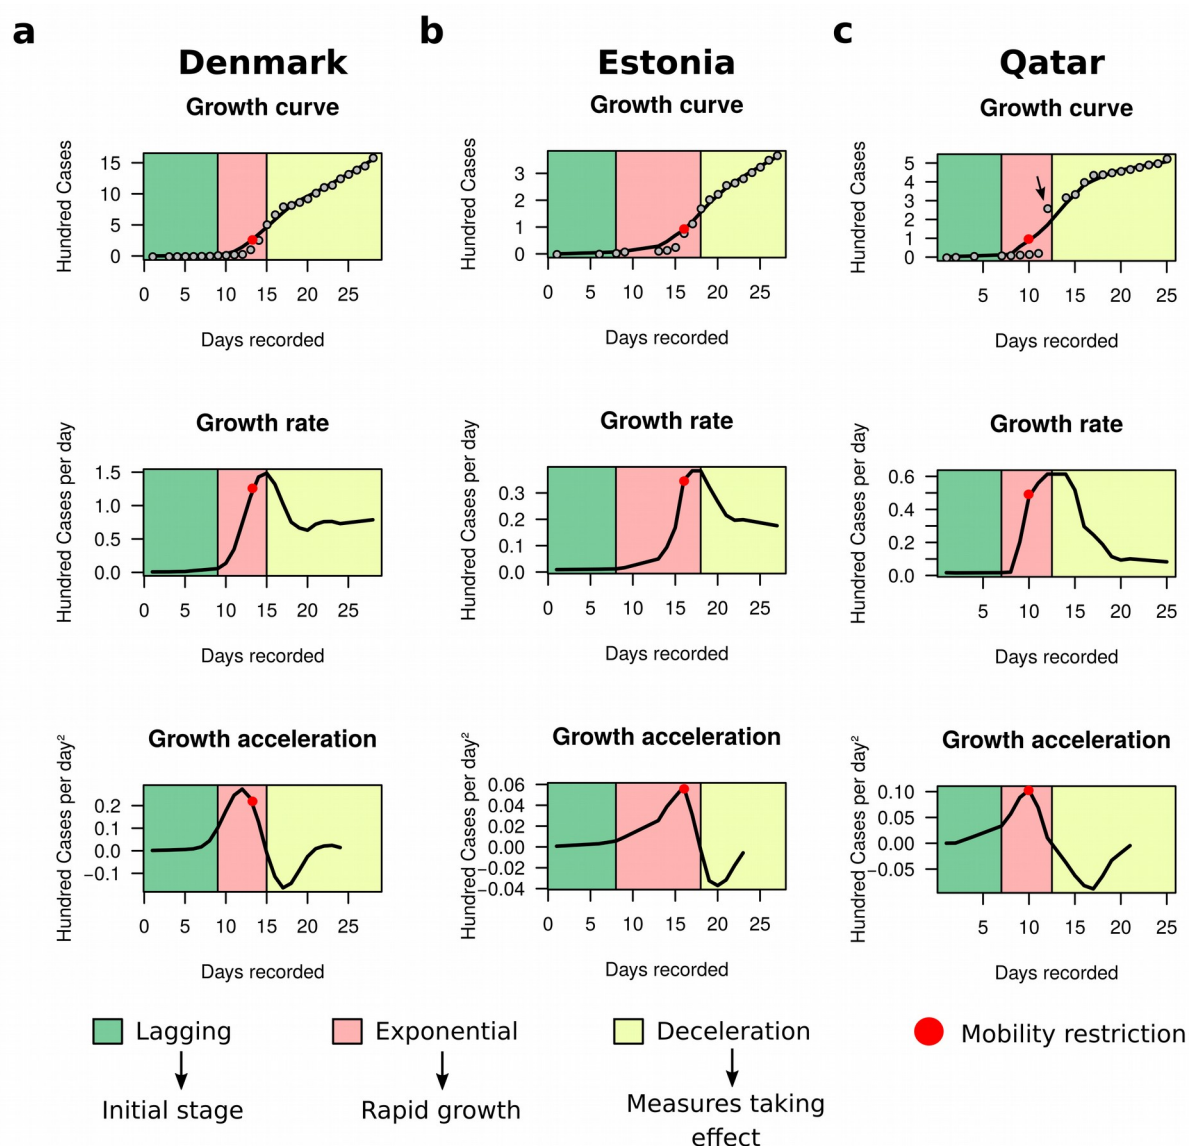 a
Denmark
Growth curve
Hundred Cases
15
10
5
0
0 5 10 15 20 25
Days recorded
Growth rate
Hundred Cases per day
1.5
1.0
0.5
0.0
0 5 10 15 20 25
Days recorded
Growth acceleration
Hundred Cases per day²
0.2
0.1
0.0
−0.1
0 5 10 15 20 25
Days recorded
b
Estonia
Growth curve
Hundred Cases
3
2
1
0
0 5 10 15 20 25
Days recorded
Growth rate
Hundred Cases per day
0.3
0.2
0.1
0.0
0 5 10 15 20 25
Days recorded
Growth acceleration
Hundred Cases per day²
0.06
0.04
0.02
0.00
−0.02
−0.04
0 5 10 15 20 25
Days recorded
c
Qatar
Growth curve
Hundred Cases
5
4
3
2
1
0
5 10 15 20 25
Days recorded
Growth rate
Hundred Cases per day
0.6
0.4
0.2
0.0
5 10 15 20 25
Days recorded
Growth acceleration
Hundred Cases per day²
0.10
0.05
0.00
−0.05
5 10 15 20 25
Days recorded
Lagging
Initial stage
Exponential
Rapid growth
Deceleration
Measures taking
effect
Mobility restriction